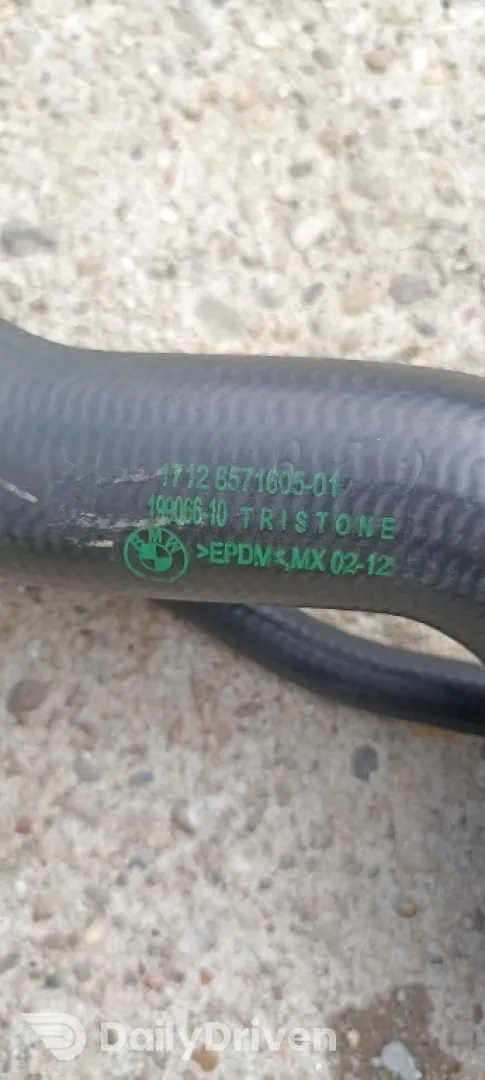 1712 8571605-01
199066-10 TRISTONE
BMW >EPDM<,MX 02-12
DailyDriven